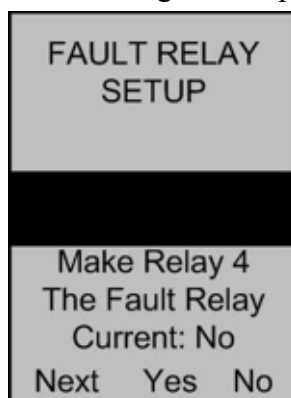 FAULT RELAY
SETUP
Make Relay 4
The Fault Relay
Current: No
Next Yes No